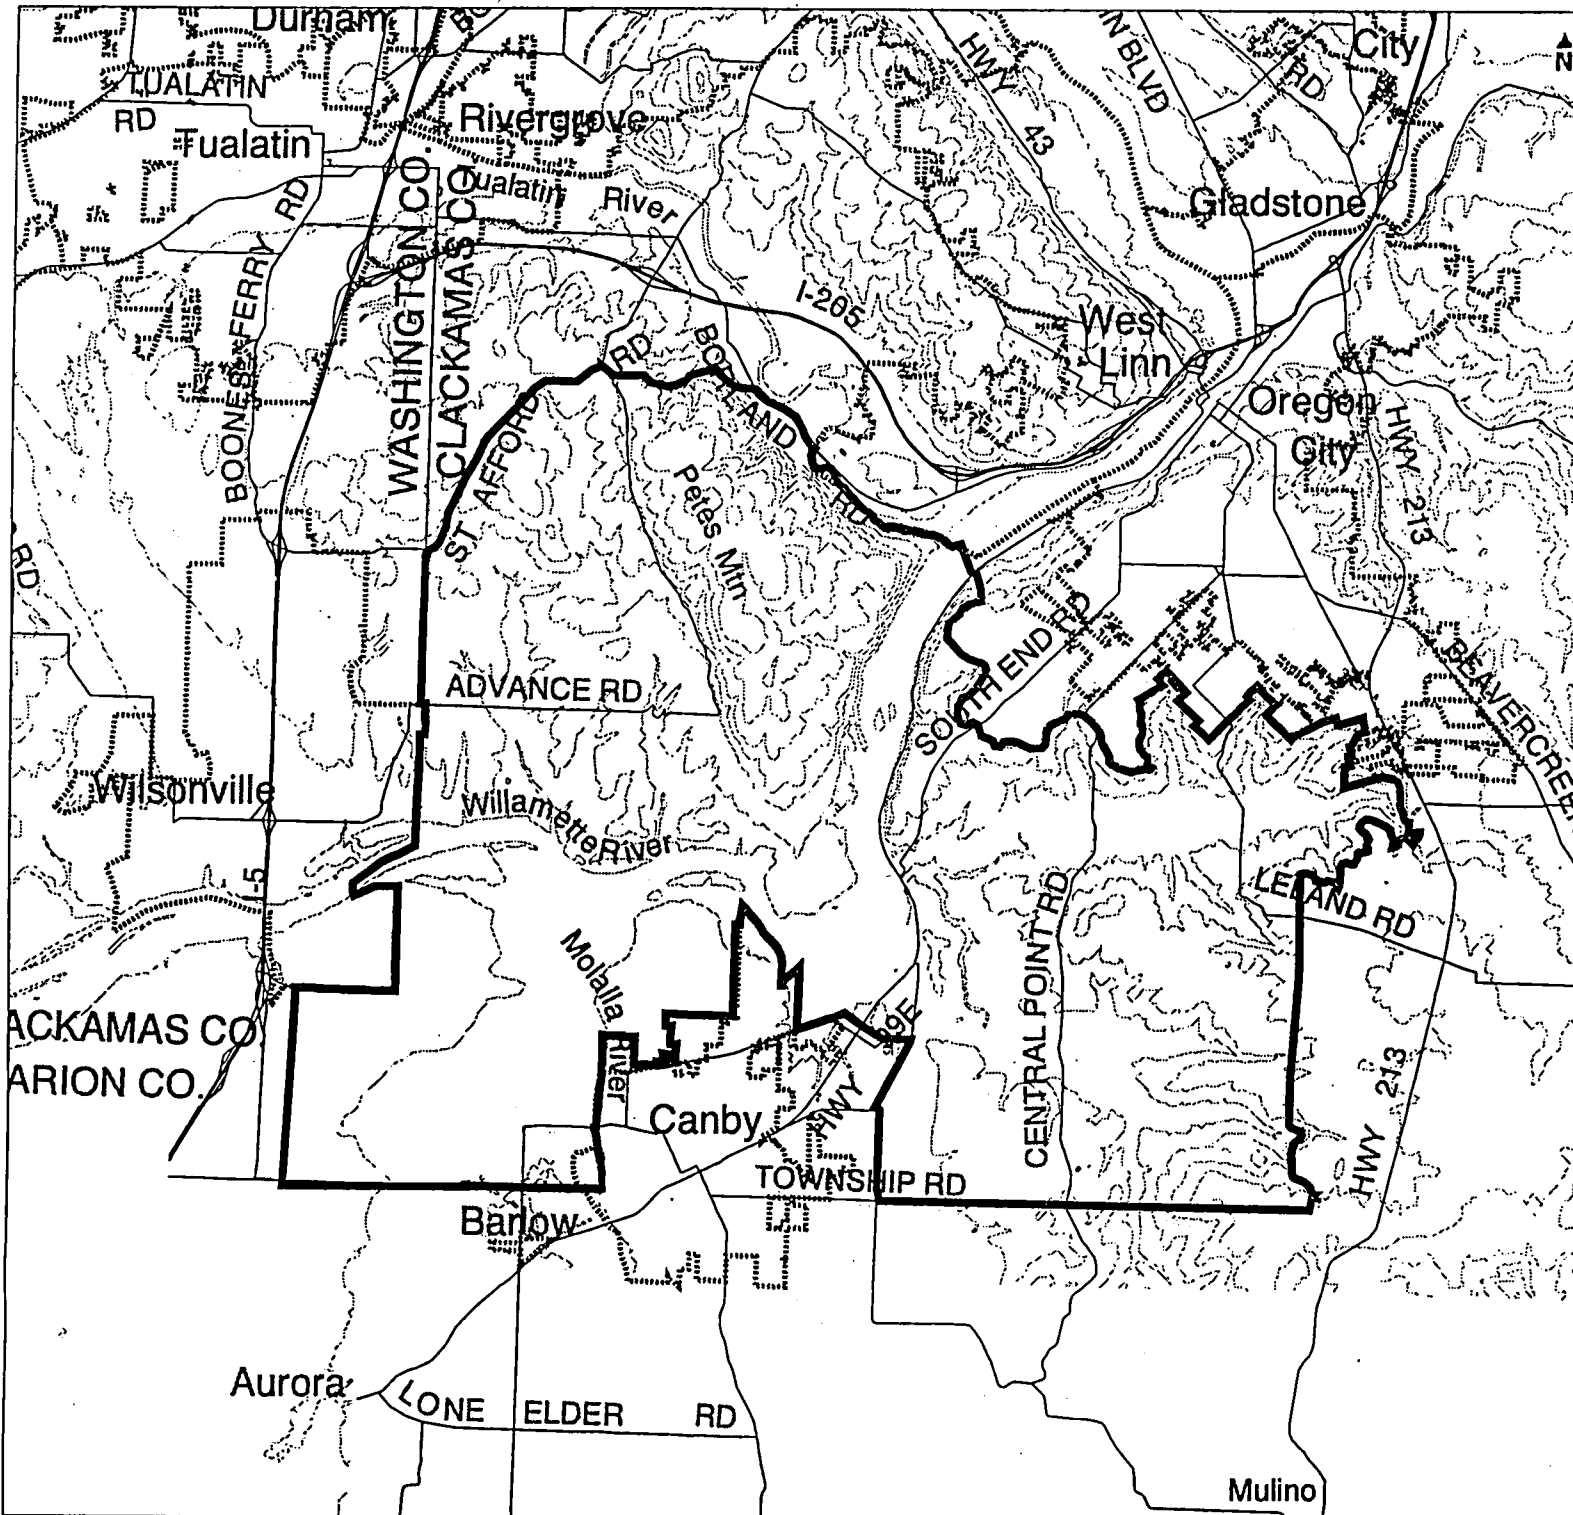 Durham
HWY
City
N
TUALATIN
RD
RD
IN BLVD
Tualatin
Rivergrove
43
Tualatin River
RD
WASHINGTON CO.
CLACKAMAS CO
Gladstone
BOONES FERRY
I-205
West
Linn
RD
BORLAND
RD
STAFFORD
Oregon
City
HWY 213
Petes Mtn
RD
SOUTH END RD
BEAVERCREE
ADVANCE RD
Wilsonville
Willamette River
I-5
LELAND RD
CENTRAL POINT RD
Molalla
River
ACKAMAS CO
ARION CO.
99E
HWY
Canby
HWY 213
TOWNSHIP RD
Barlow
Aurora
LONE ELDER RD
Mulino